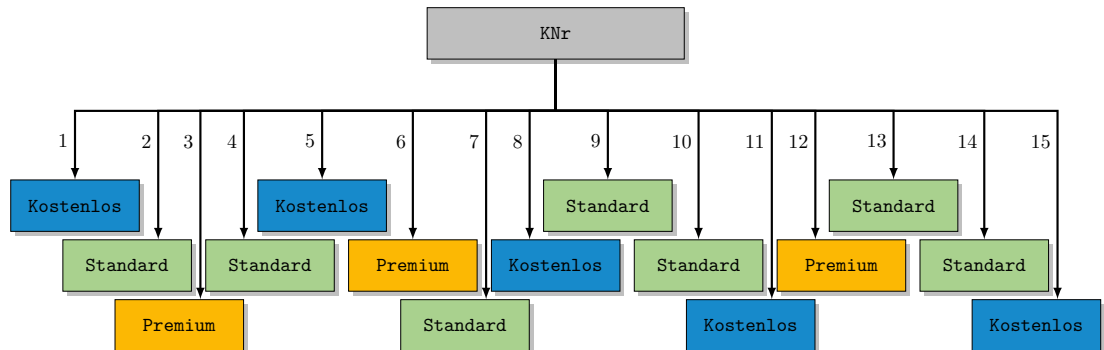 KNr
1 2 3 4 5 6 7 8 9 10 11 12 13 14 15
Kostenlos Kostenlos Standard Standard
Standard Standard Premium Kostenlos Standard Premium Standard
Premium Standard Kostenlos Kostenlos